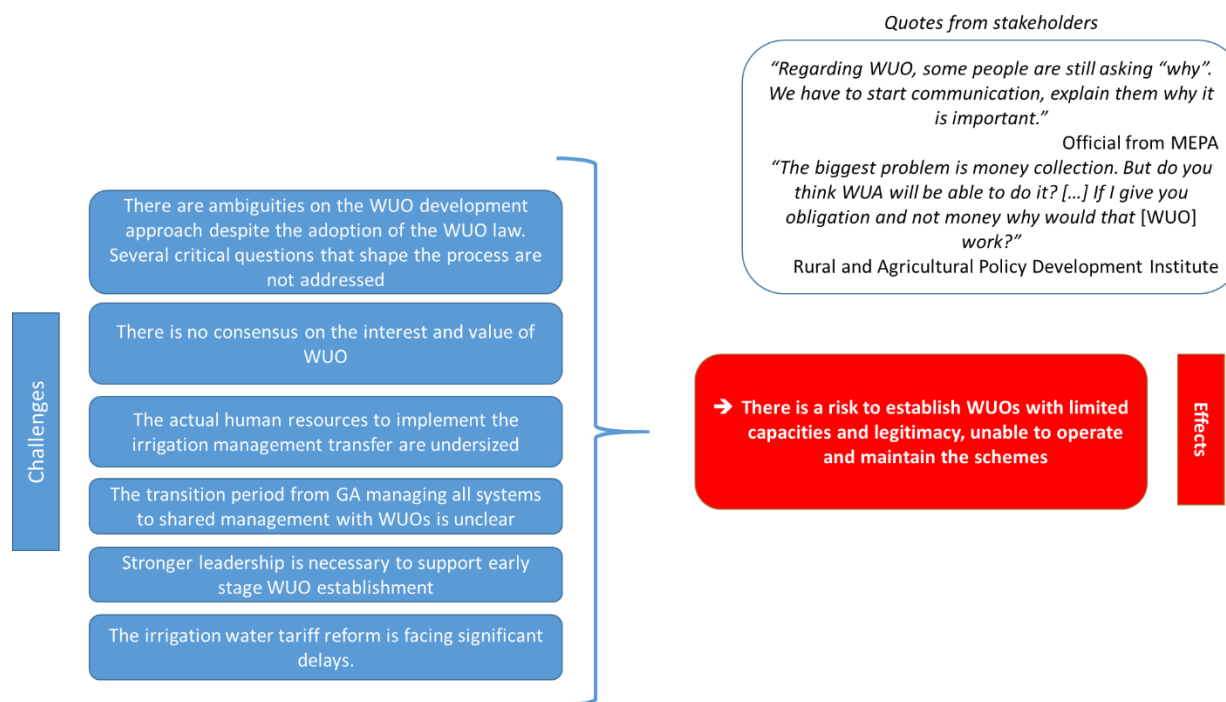 Quotes from stakeholders
“Regarding WUO, some people are still asking “why”.
We have to start communication, explain them why it
is important.”
Official from MEPA
“The biggest problem is money collection. But do you
think WUA will be able to do it? […] If I give you
obligation and not money why would that [WUO]
work?”
Rural and Agricultural Policy Development Institute
Challenges
There are ambiguities on the WUO development
approach despite the adoption of the WUO law.
Several critical questions that shape the process are
not addressed
There is no consensus on the interest and value of
WUO
The actual human resources to implement the
irrigation management transfer are undersized
The transition period from GA managing all systems
to shared management with WUOs is unclear
Stronger leadership is necessary to support early
stage WUO establishment
The irrigation water tariff reform is facing significant
delays.
➔ There is a risk to establish WUOs with limited
capacities and legitimacy, unable to operate
and maintain the schemes
Effects